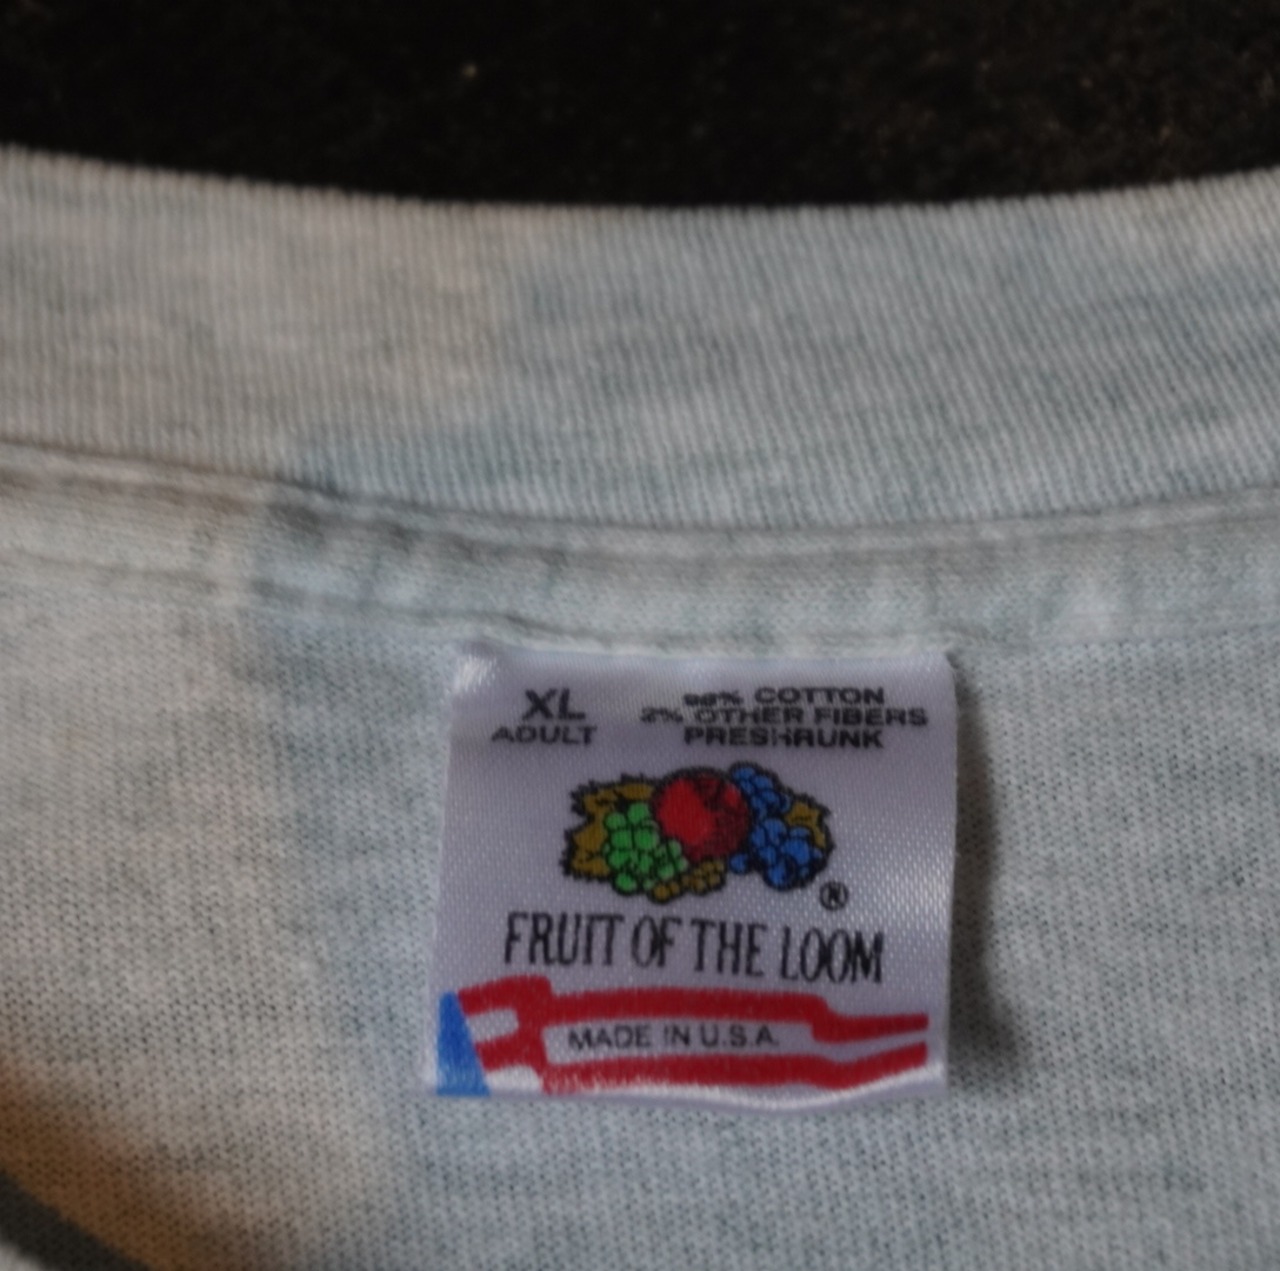 XL
ADULT
98% COTTON
2% OTHER FIBERS
PRESHRUNK
®
FRUIT OF THE LOOM
MADE IN U.S.A.